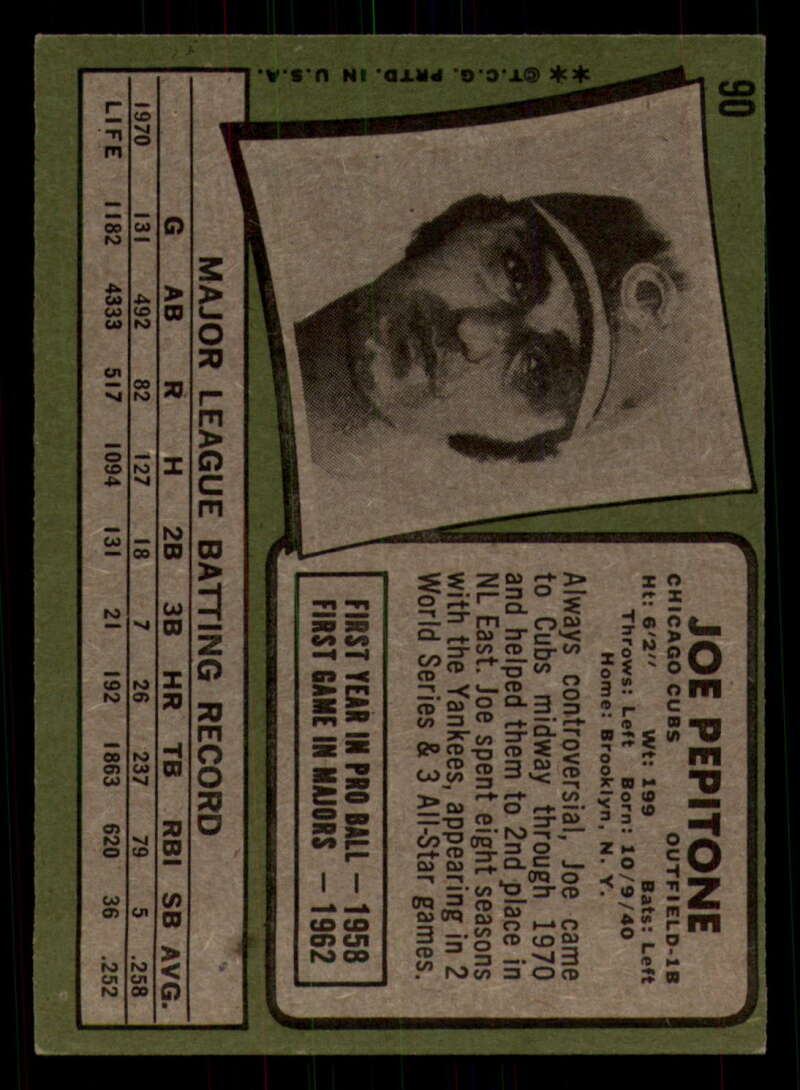 90
JOE PEPITONE
CHICAGO CUBS OUTFIELD-1B
Ht: 6'2" Wt: 199 Bats: Left
Throws: Left Born: 10/9/40
Home: Brooklyn, N. Y.
Always controversial, Joe came
to Cubs midway through 1970
and helped them to 2nd place in
NL East. Joe spent eight seasons
with the Yankees, appearing in 2
World Series & 3 All-Star games.
FIRST YEAR IN PRO BALL — 1958
FIRST GAME IN MAJORS — 1962
MAJOR LEAGUE BATTING RECORD
G AB R H 2B 3B HR TB RBI SB AVG.
1970 131 492 82 127 18 7 26 237 79 5 .258
LIFE 1182 4333 517 1094 131 21 192 1863 620 36 .252
**©T.C.G. PRTD. IN U.S.A.